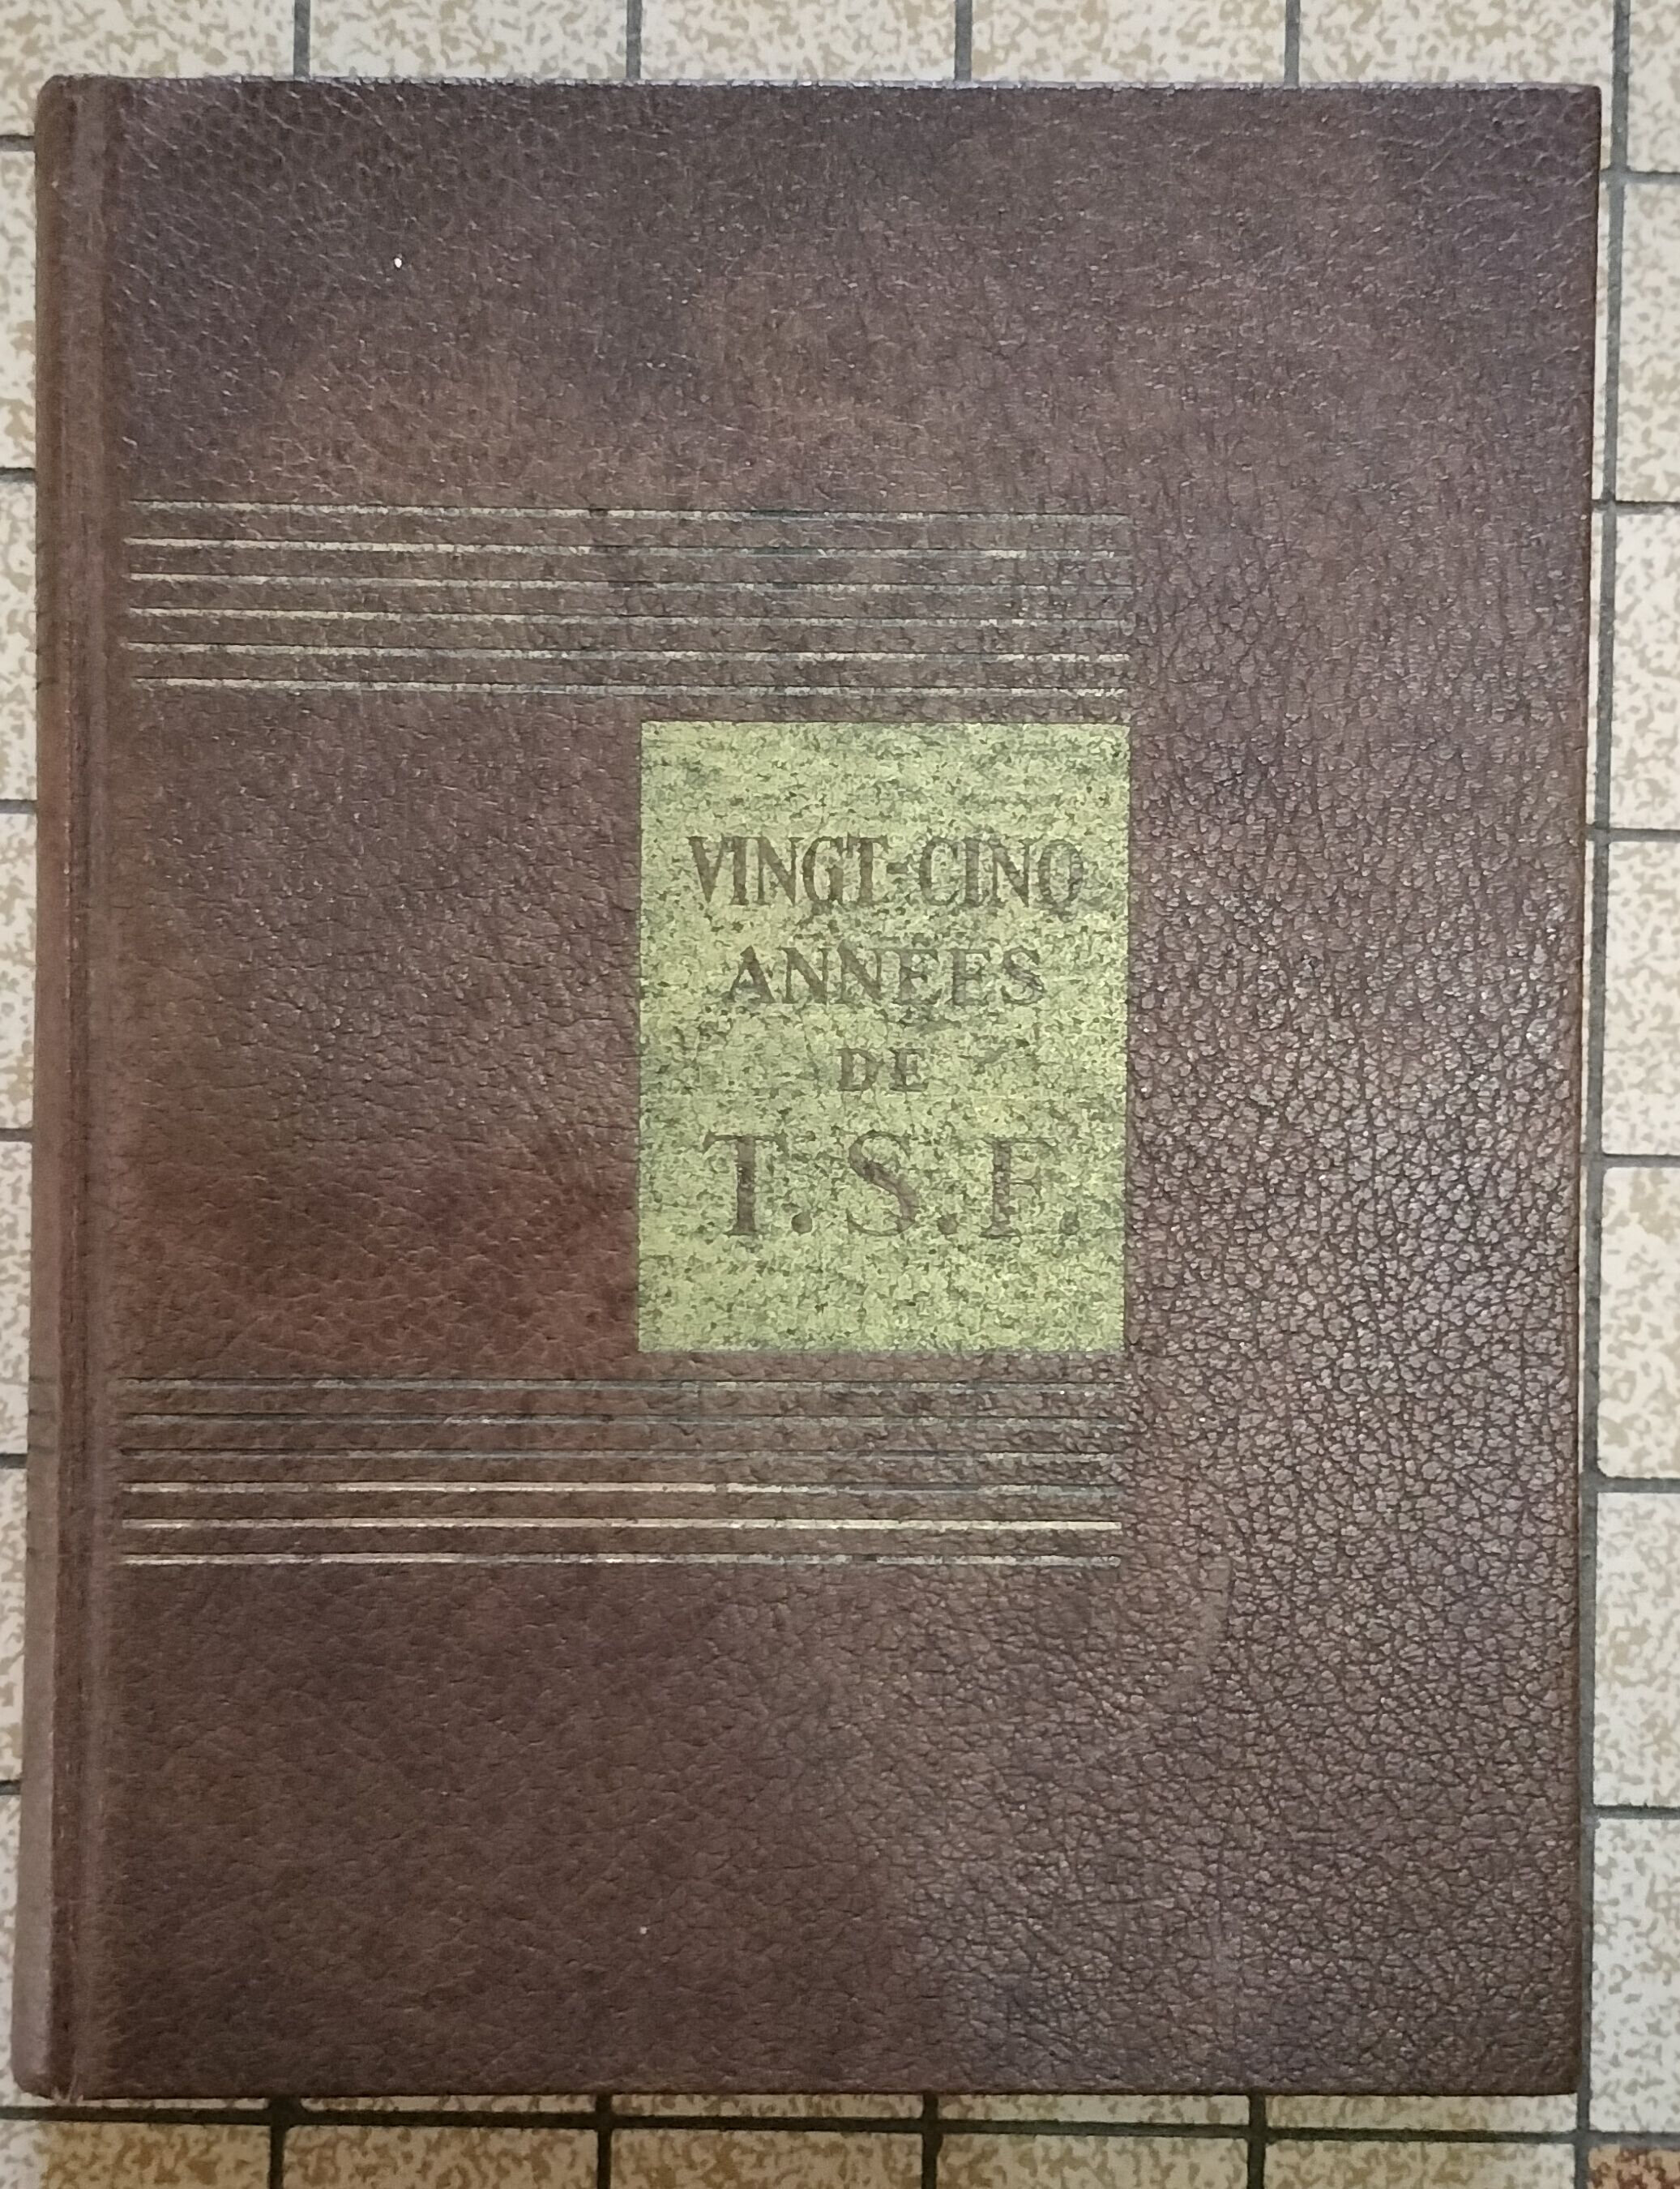 VINGT-CINQ
ANNÉES
DE
T.S.F.